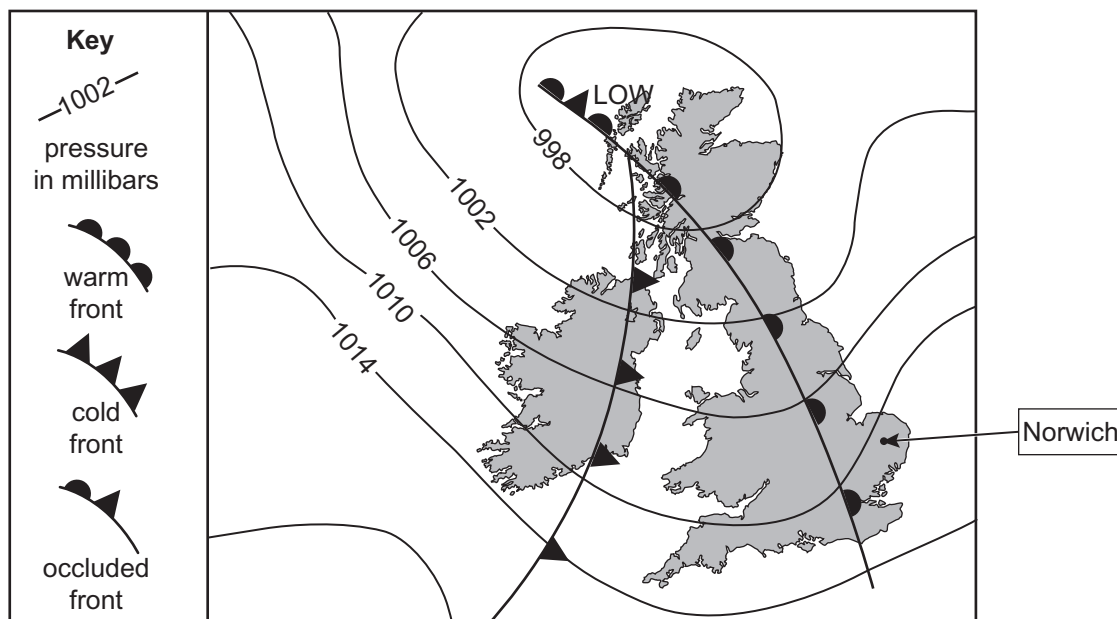 Key
1002
pressure
in millibars
warm
front
cold
front
occluded
front
LOW
998
1002
1006
1010
1014
Norwich